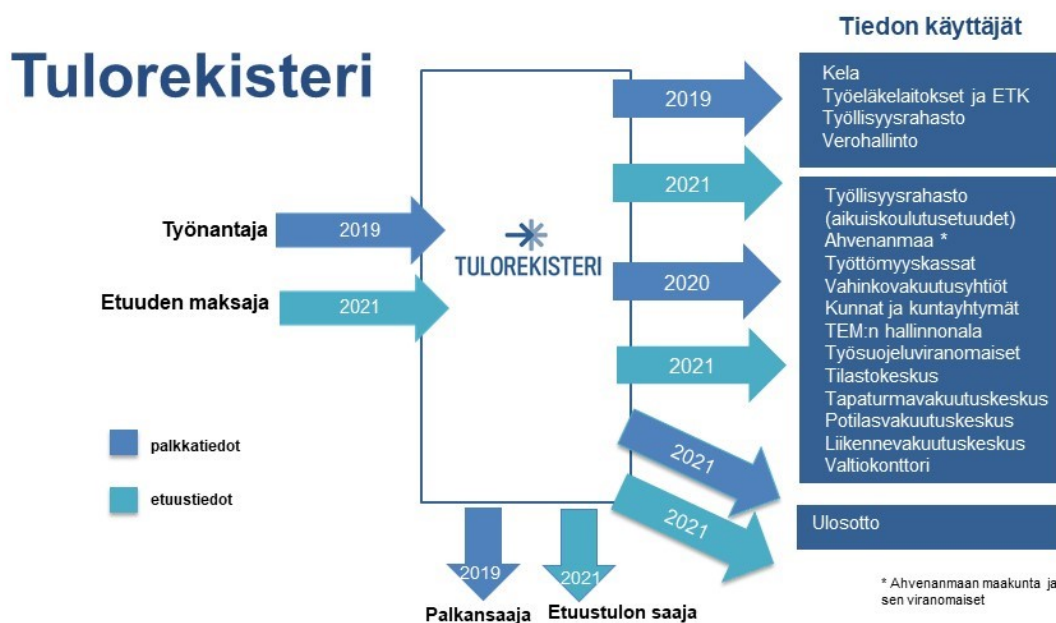 Tulorekisteri
Tiedon käyttäjät
2019
Kela
Työeläkelaitokset ja ETK
Työllisyysrahasto
Verohallinto
2021
Työnantaja
2019
TULOREKISTERI
Etuuden maksaja
2021
2020
2021
Työllisyysrahasto
(aikuiskoulutusetuudet)
Ahvenanmaa *
Työttömyyskassat
Vahinkovakuutusyhtiöt
Kunnat ja kuntayhtymät
TEM:n hallinnonala
Työsuojeluviranomaiset
Tilastokeskus
Tapaturmavakuutuskeskus
Potilasvakuutuskeskus
Liikennevakuutuskeskus
Valtiokonttori
palkkatiedot
etuustiedot
2021
2021
Ulosotto
2019
2021
Palkansaaja
Etuustulon saaja
* Ahvenanmaan maakunta ja
sen viranomaiset